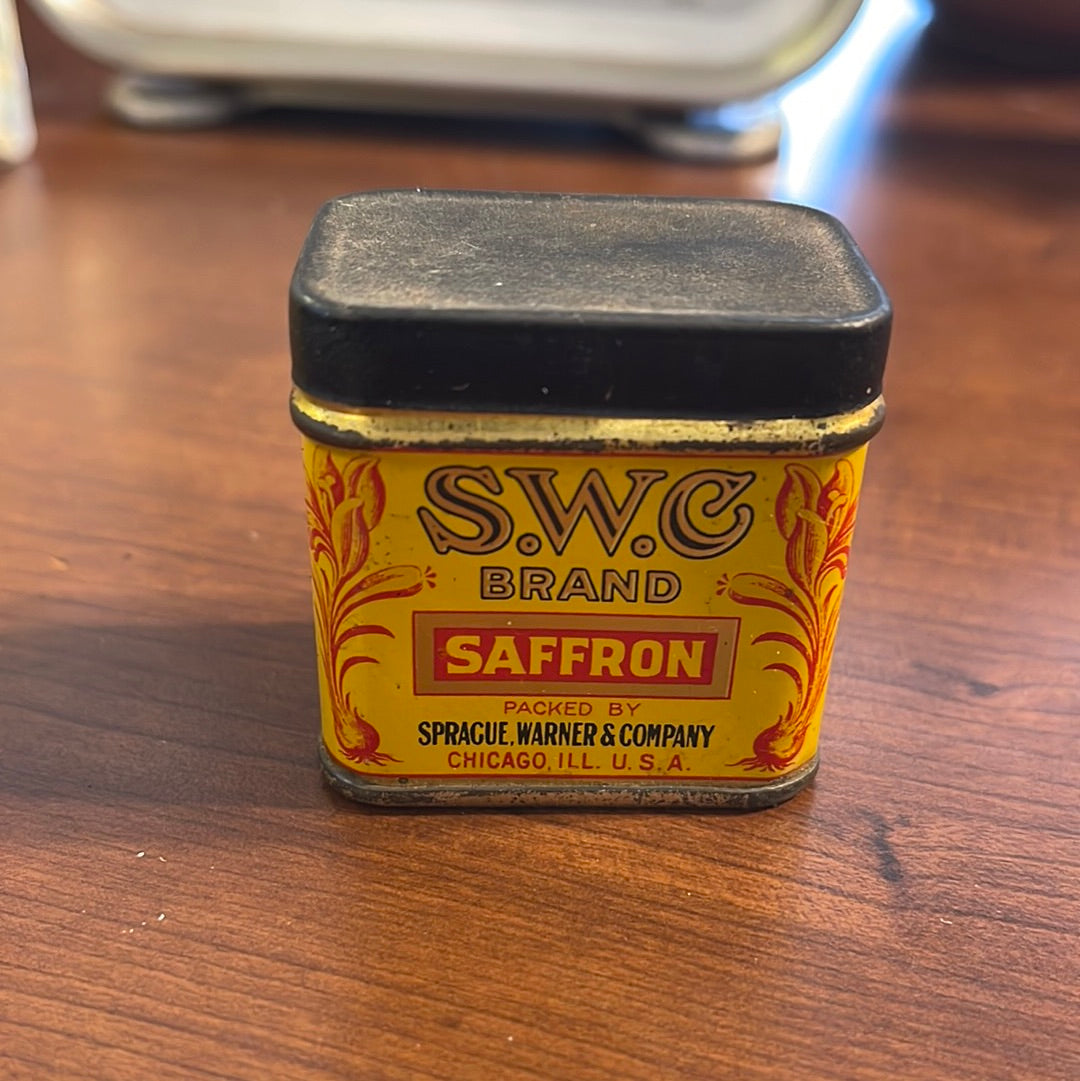 S.W.C.
BRAND
SAFFRON
PACKED BY
SPRAGUE, WARNER & COMPANY
CHICAGO, ILL. U.S.A.